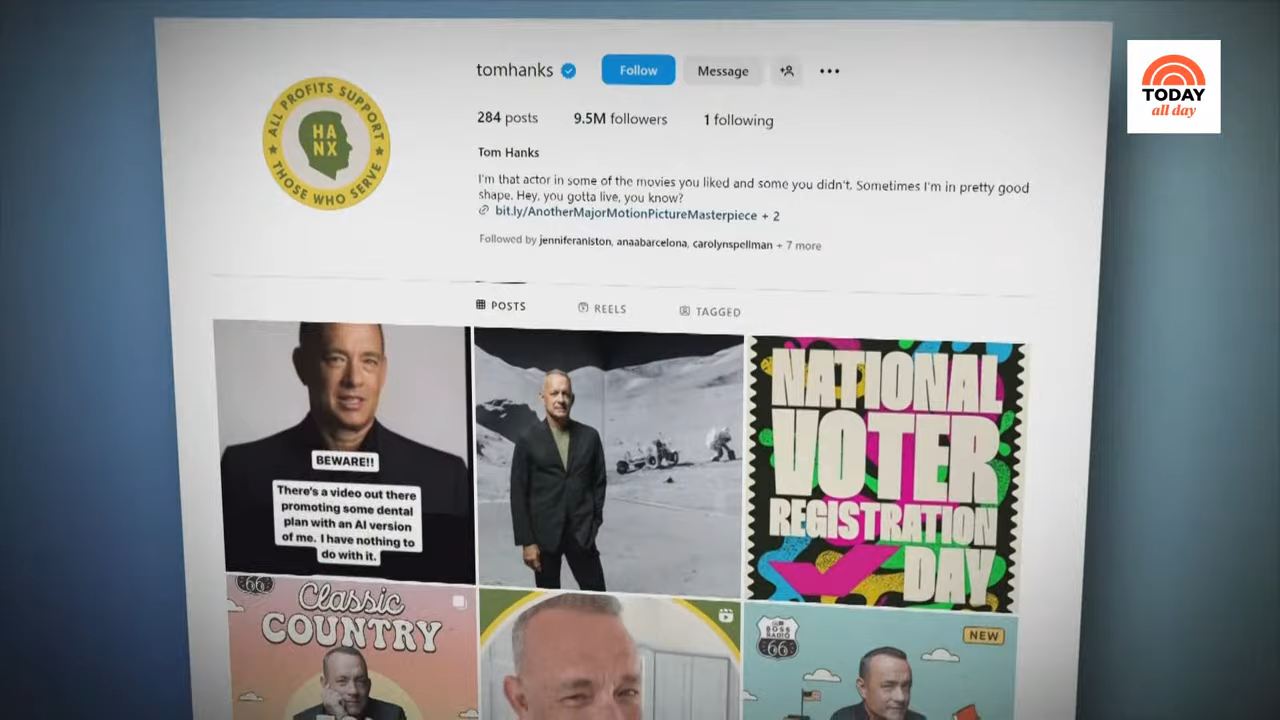 tomhanks
Follow
Message
284 posts
9.5M followers
1 following
Tom Hanks
I'm that actor in some of the movies you liked and some you didn't. Sometimes I'm in pretty good
shape. Hey, you gotta live, you know?
bit.ly/AnotherMajorMotionPictureMasterpiece + 2
Followed by jenniferaniston, anaabarcelona, carolynspellman + 7 more
ALL PROFITS SUPPORT
HA
NX
THOSE WHO SERVE
TODAY
all day
POSTS
REELS
TAGGED
BEWARE!!
There's a video out there
promoting some dental
plan with an AI version
of me. I have nothing to
do with it.
NATIONAL
VOTER
REGISTRATION
DAY
66
Classic
COUNTRY
BOSS
RADIO
66
NEW